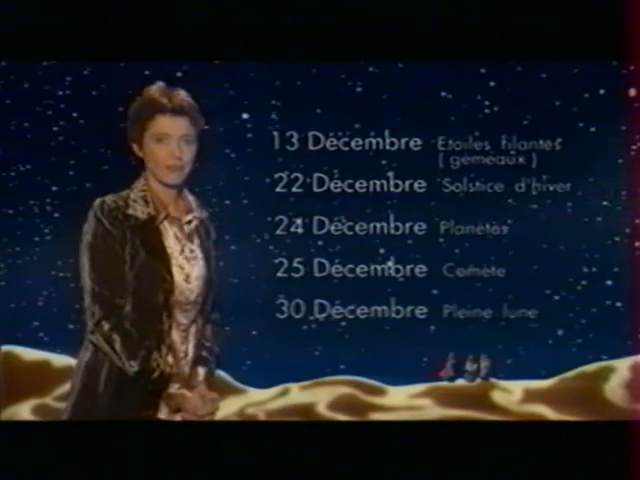 13 Décembre Etoiles filantes
( gémeaux )
22 Décembre Solstice d'hiver
24 Décembre Planètes
25 Décembre Comète
30 Décembre Pleine lune